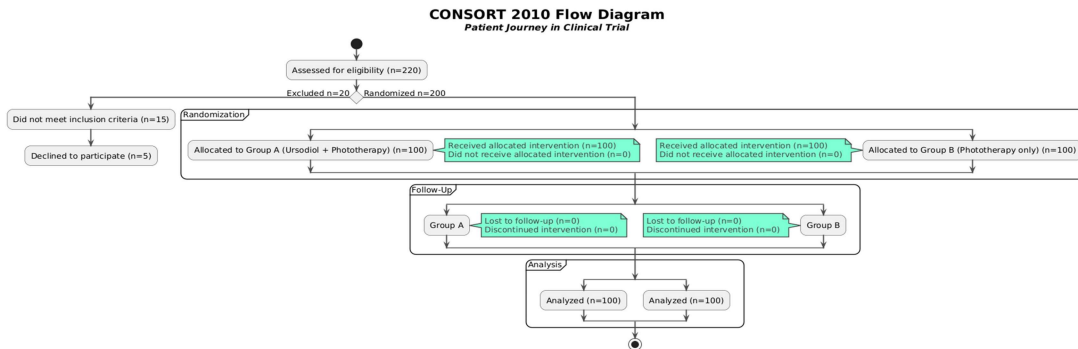 CONSORT 2010 Flow Diagram
Patient Journey in Clinical Trial
Assessed for eligibility (n=220)
Excluded n=20
Randomized n=200
Did not meet inclusion criteria (n=15)
Declined to participate (n=5)
Randomization
Allocated to Group A (Ursodiol + Phototherapy) (n=100)
Received allocated intervention (n=100)
Did not receive allocated intervention (n=0)
Received allocated intervention (n=100)
Did not receive allocated intervention (n=0)
Allocated to Group B (Phototherapy only) (n=100)
Follow-Up
Group A
Lost to follow-up (n=0)
Discontinued intervention (n=0)
Lost to follow-up (n=0)
Discontinued intervention (n=0)
Group B
Analysis
Analyzed (n=100)
Analyzed (n=100)